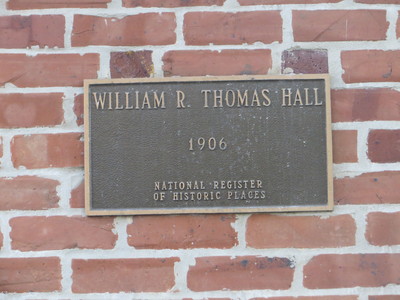 WILLIAM R. THOMAS HALL
1906
NATIONAL REGISTER
OF HISTORIC PLACES